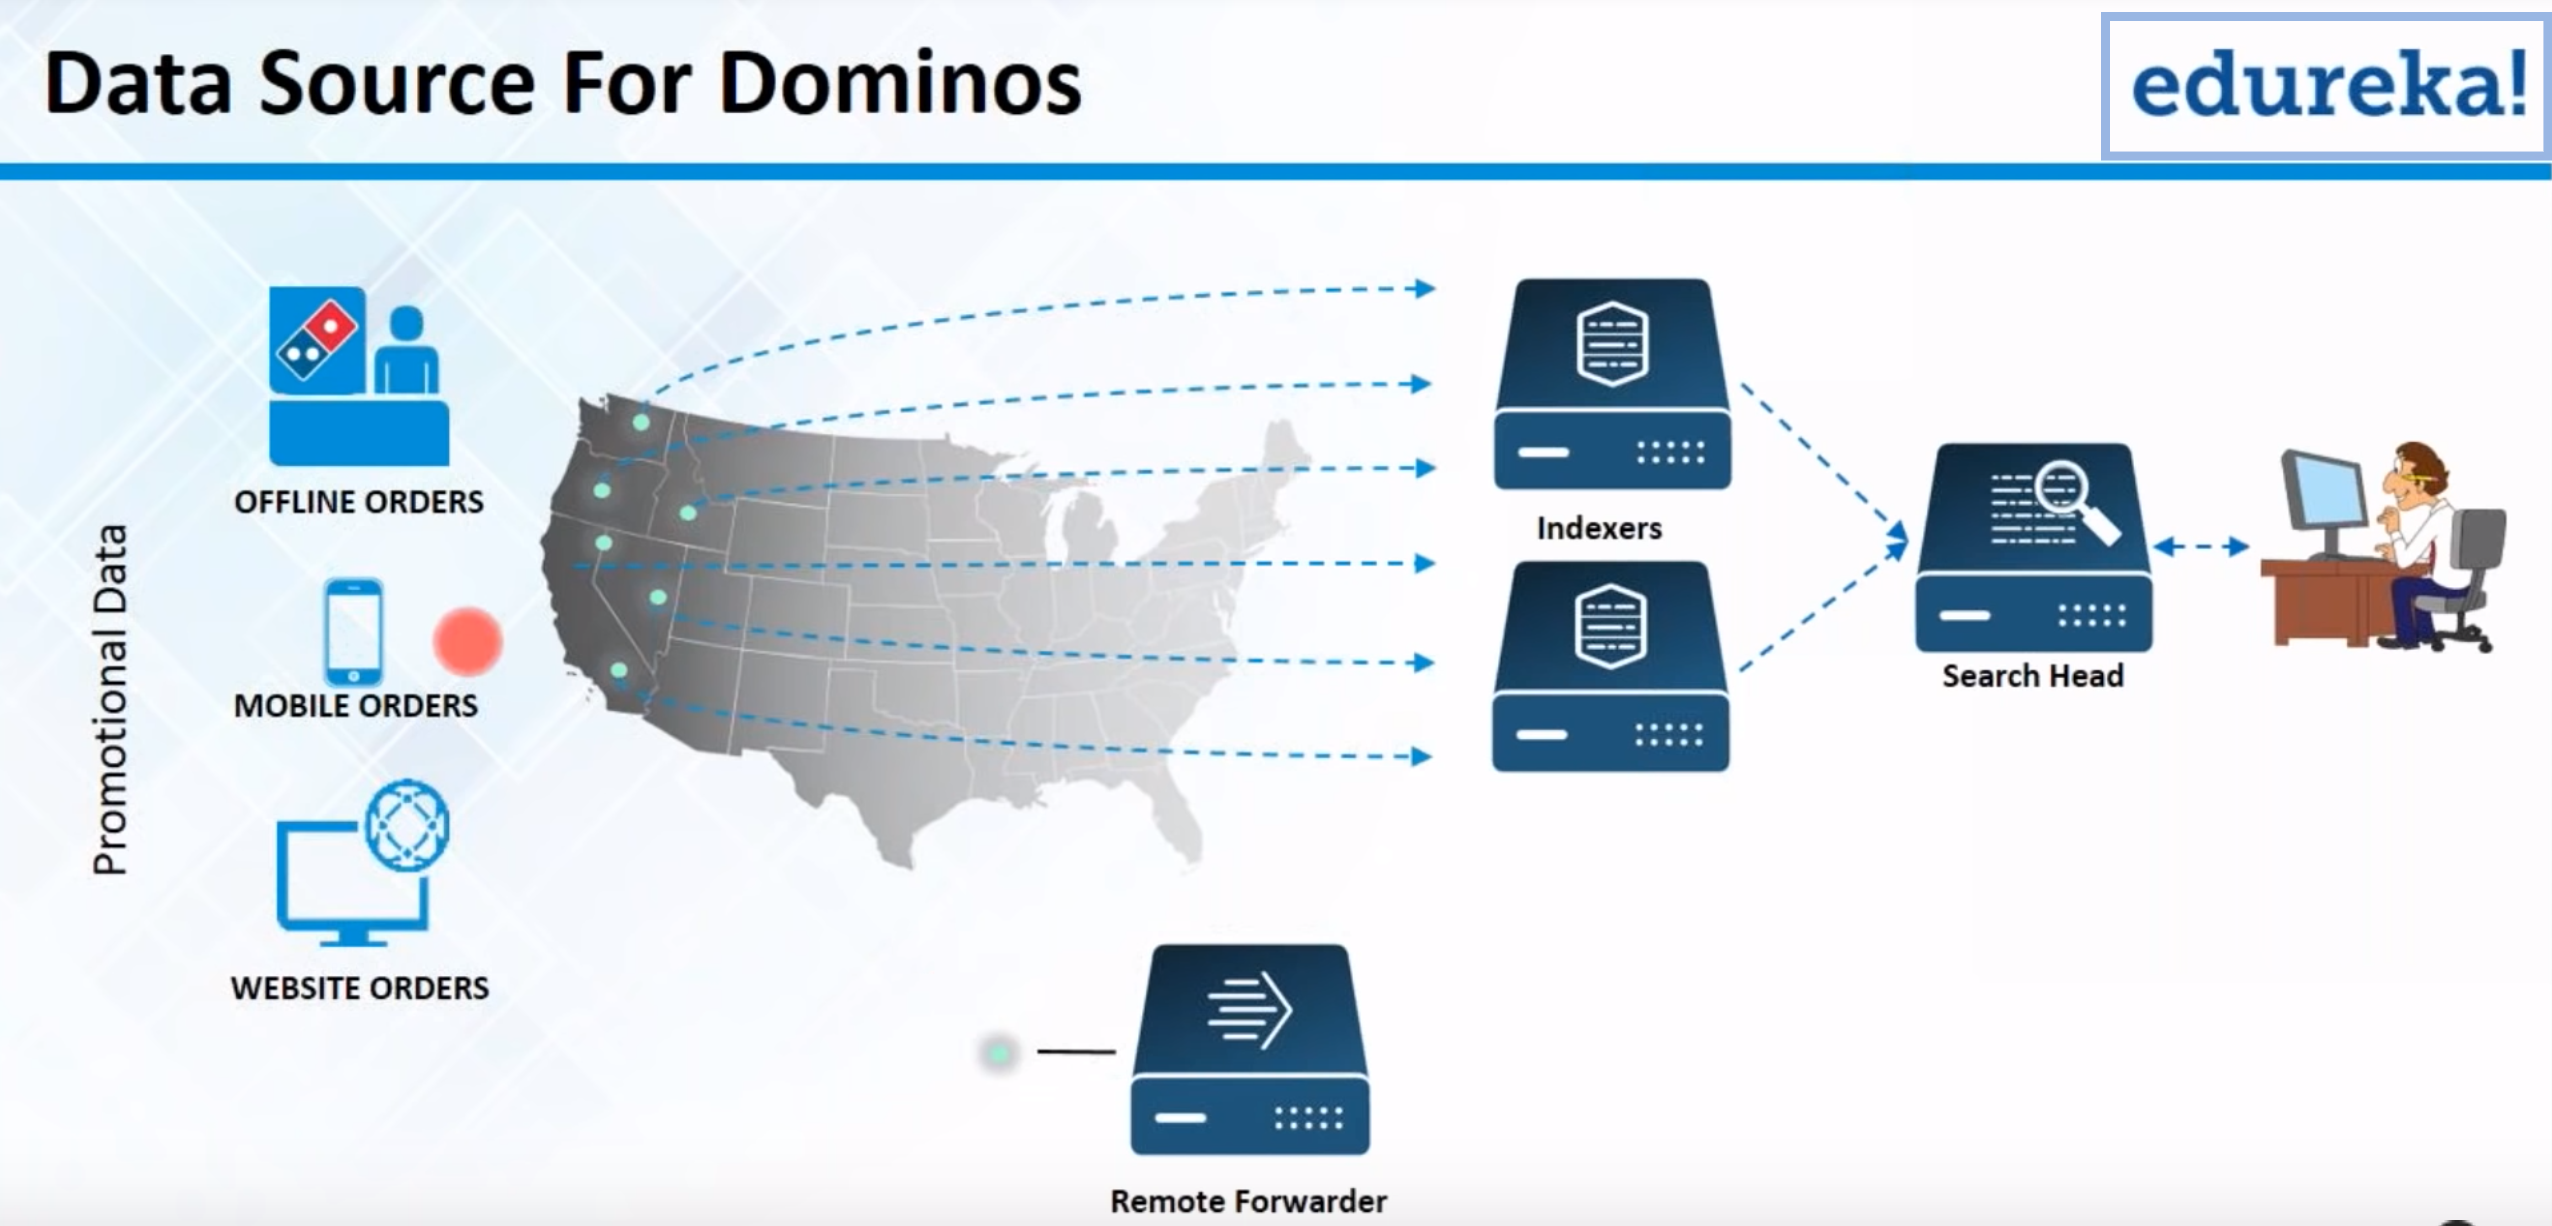 Data Source For Dominos
edureka!
Promotional Data
OFFLINE ORDERS
MOBILE ORDERS
WEBSITE ORDERS
Indexers
Search Head
Remote Forwarder